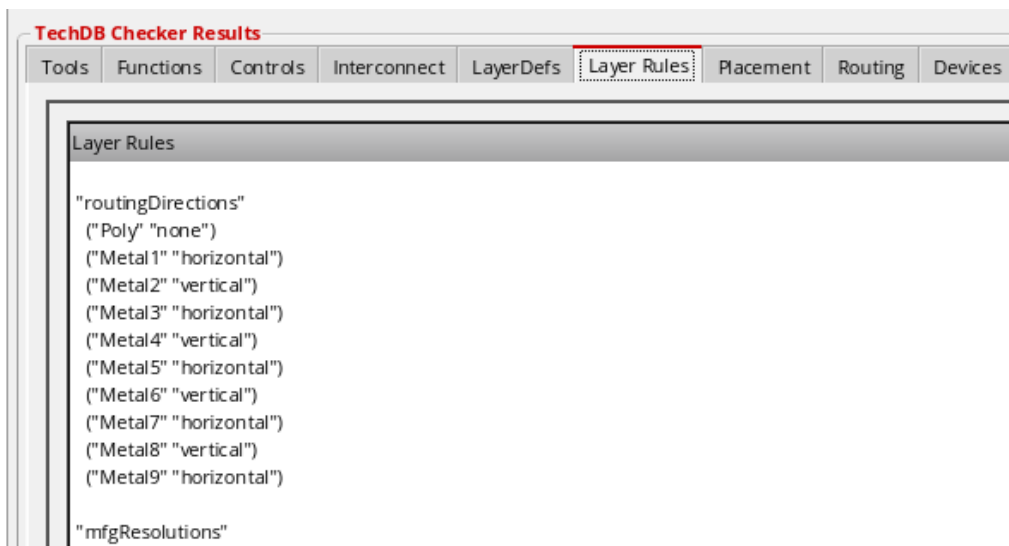 TechDB Checker Results
Tools Functions Controls Interconnect LayerDefs Layer Rules Placement Routing Devices
Layer Rules
"routingDirections"
("Poly" "none")
("Metal1" "horizontal")
("Metal2" "vertical")
("Metal3" "horizontal")
("Metal4" "vertical")
("Metal5" "horizontal")
("Metal6" "vertical")
("Metal7" "horizontal")
("Metal8" "vertical")
("Metal9" "horizontal")
"mfgResolutions"